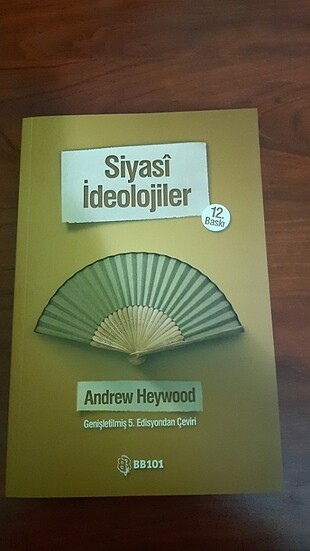 Siyasî
İdeolojiler
12.
Baskı
Andrew Heywood
Genişletilmiş 5. Edisyondan Çeviri
BB101